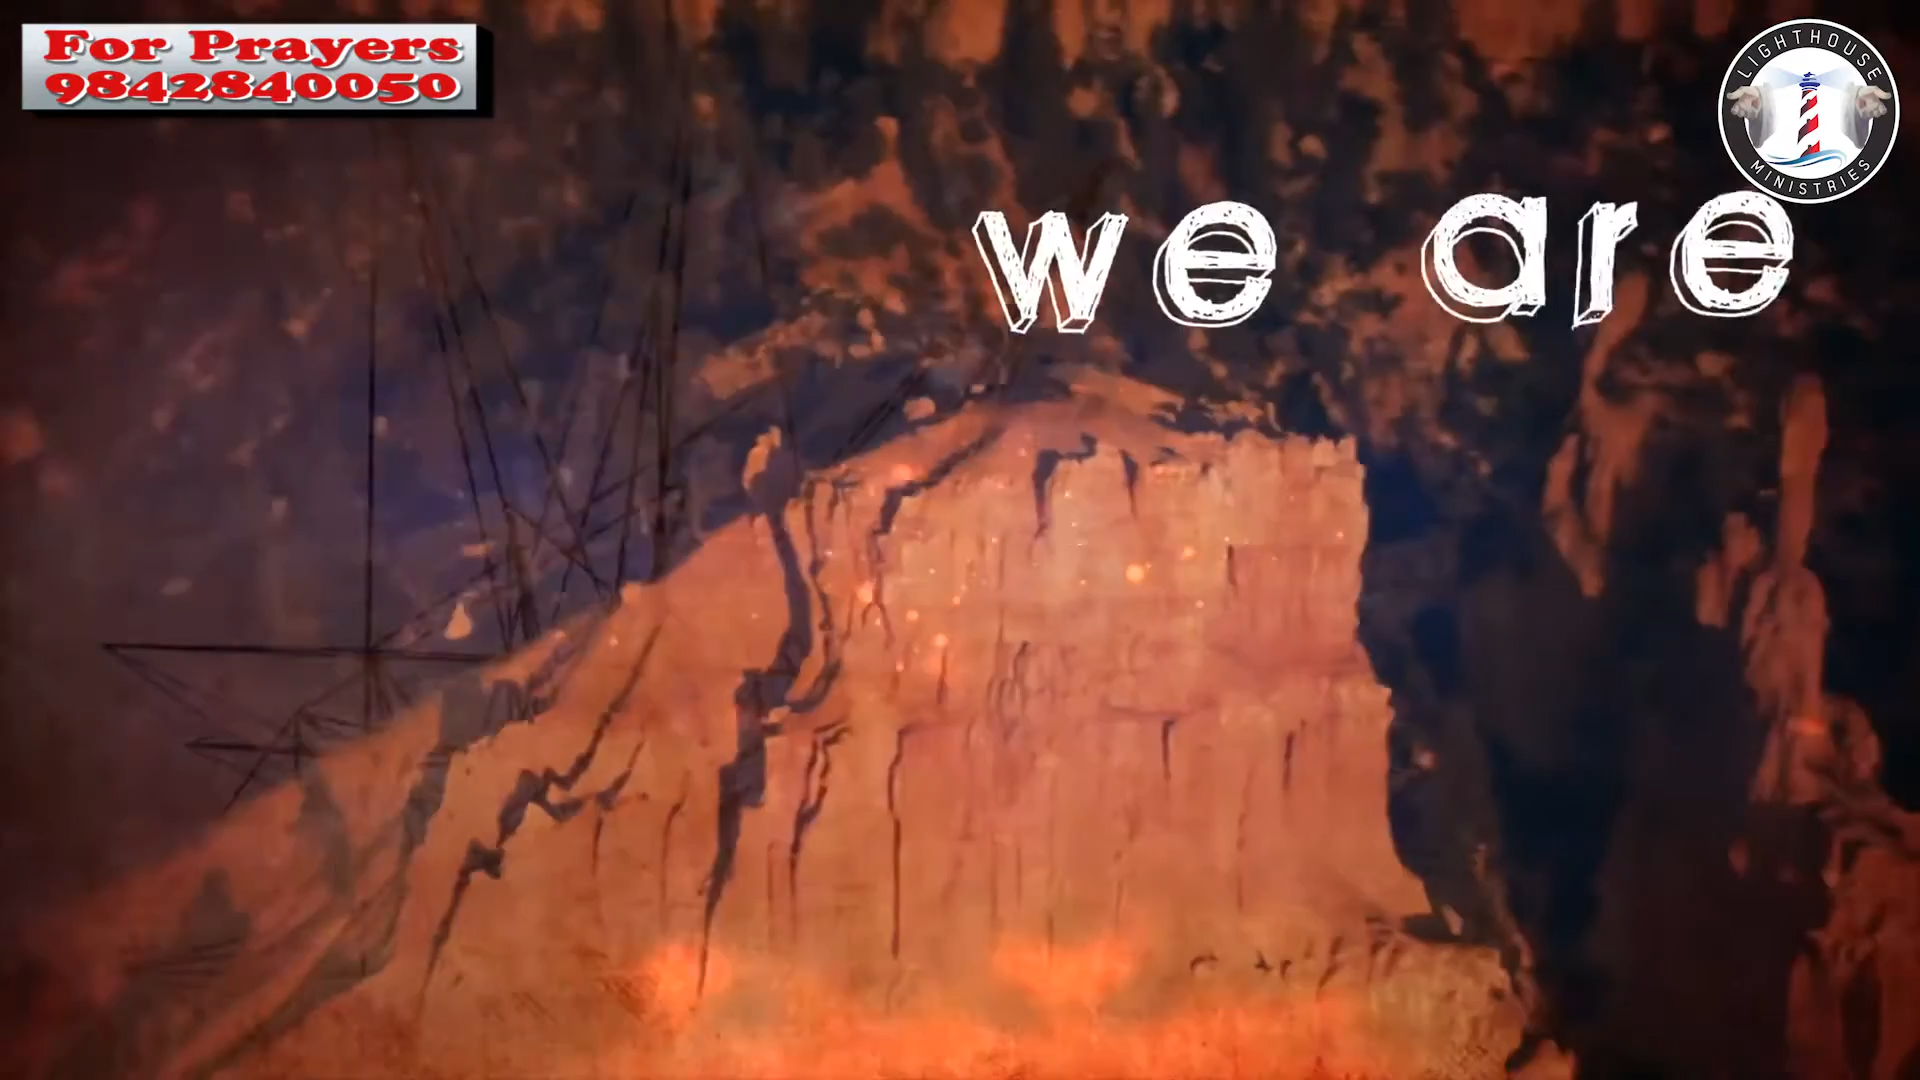 For Prayers
9842840050
LIGHTHOUSE
MINISTRIES
we are